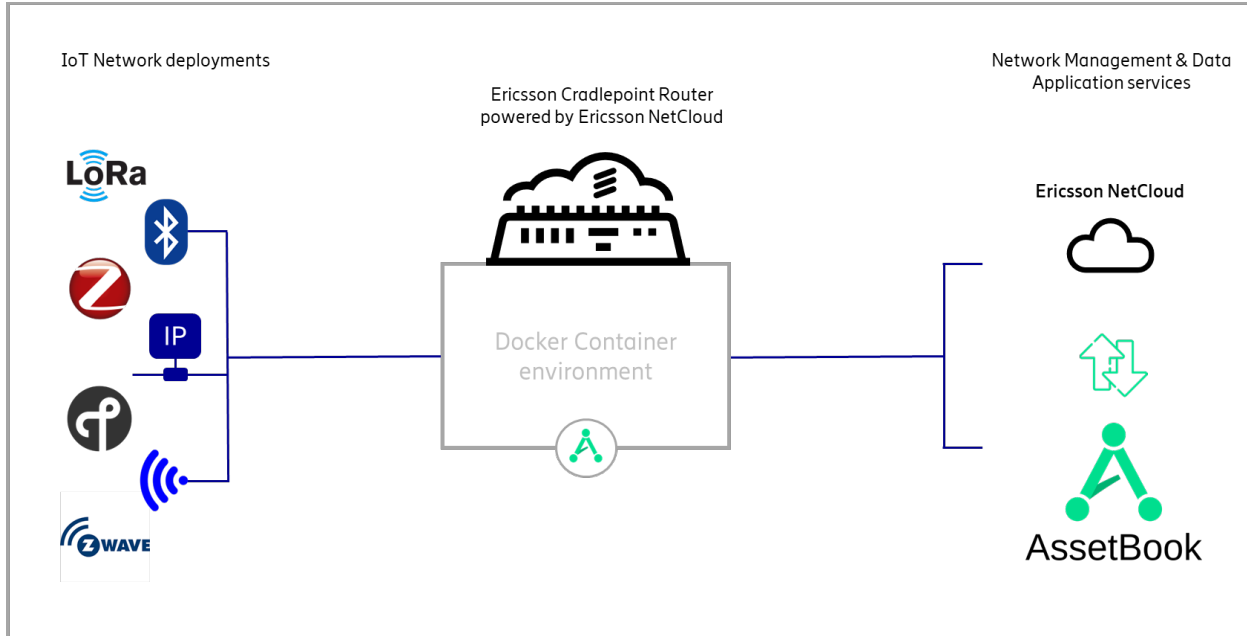 IoT Network deployments
Network Management & Data
Application services
Ericsson Cradlepoint Router
powered by Ericsson NetCloud
LoRa
Ericsson NetCloud
IP
Docker Container
environment
Z WAVE
AssetBook